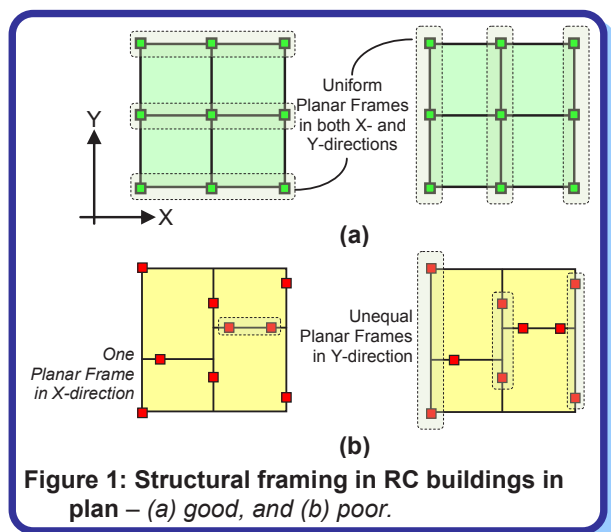 Uniform
Planar Frames
in both X- and
Y-directions
Y
X
(a)
One
Planar Frame
in X-direction
Unequal
Planar Frames
in Y-direction
(b)
Figure 1: Structural framing in RC buildings in
plan – (a) good, and (b) poor.